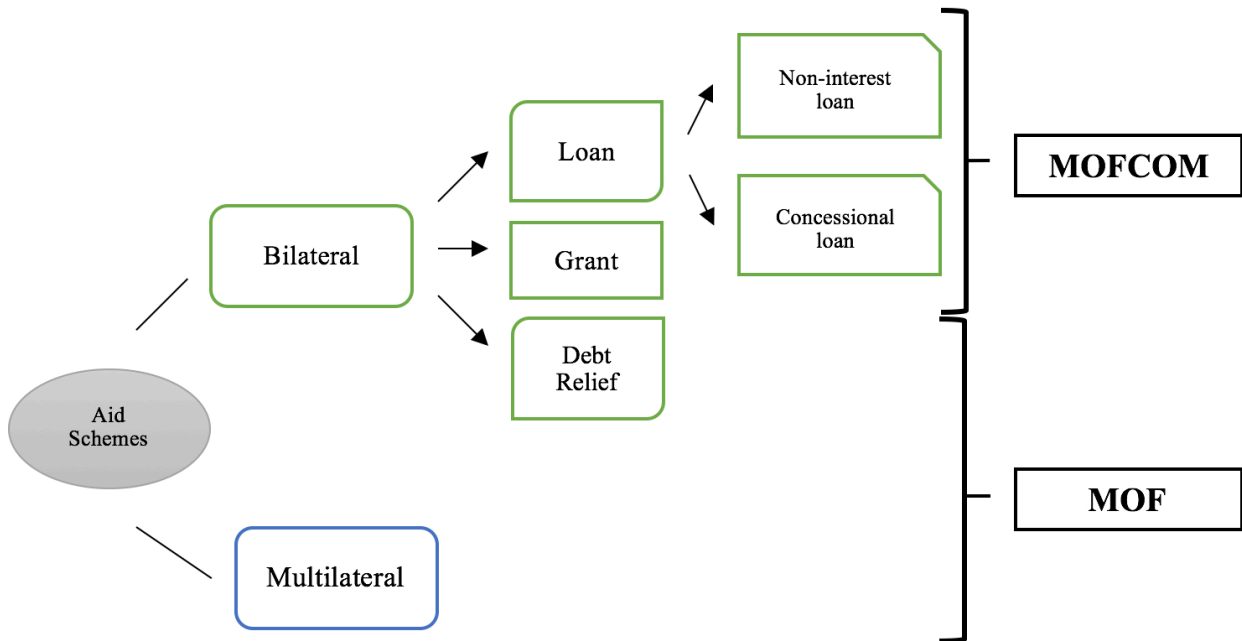 Non-interest
loan
Loan
MOFCOM
Concessional
loan
Bilateral
Grant
Debt
Relief
Aid
Schemes
MOF
Multilateral